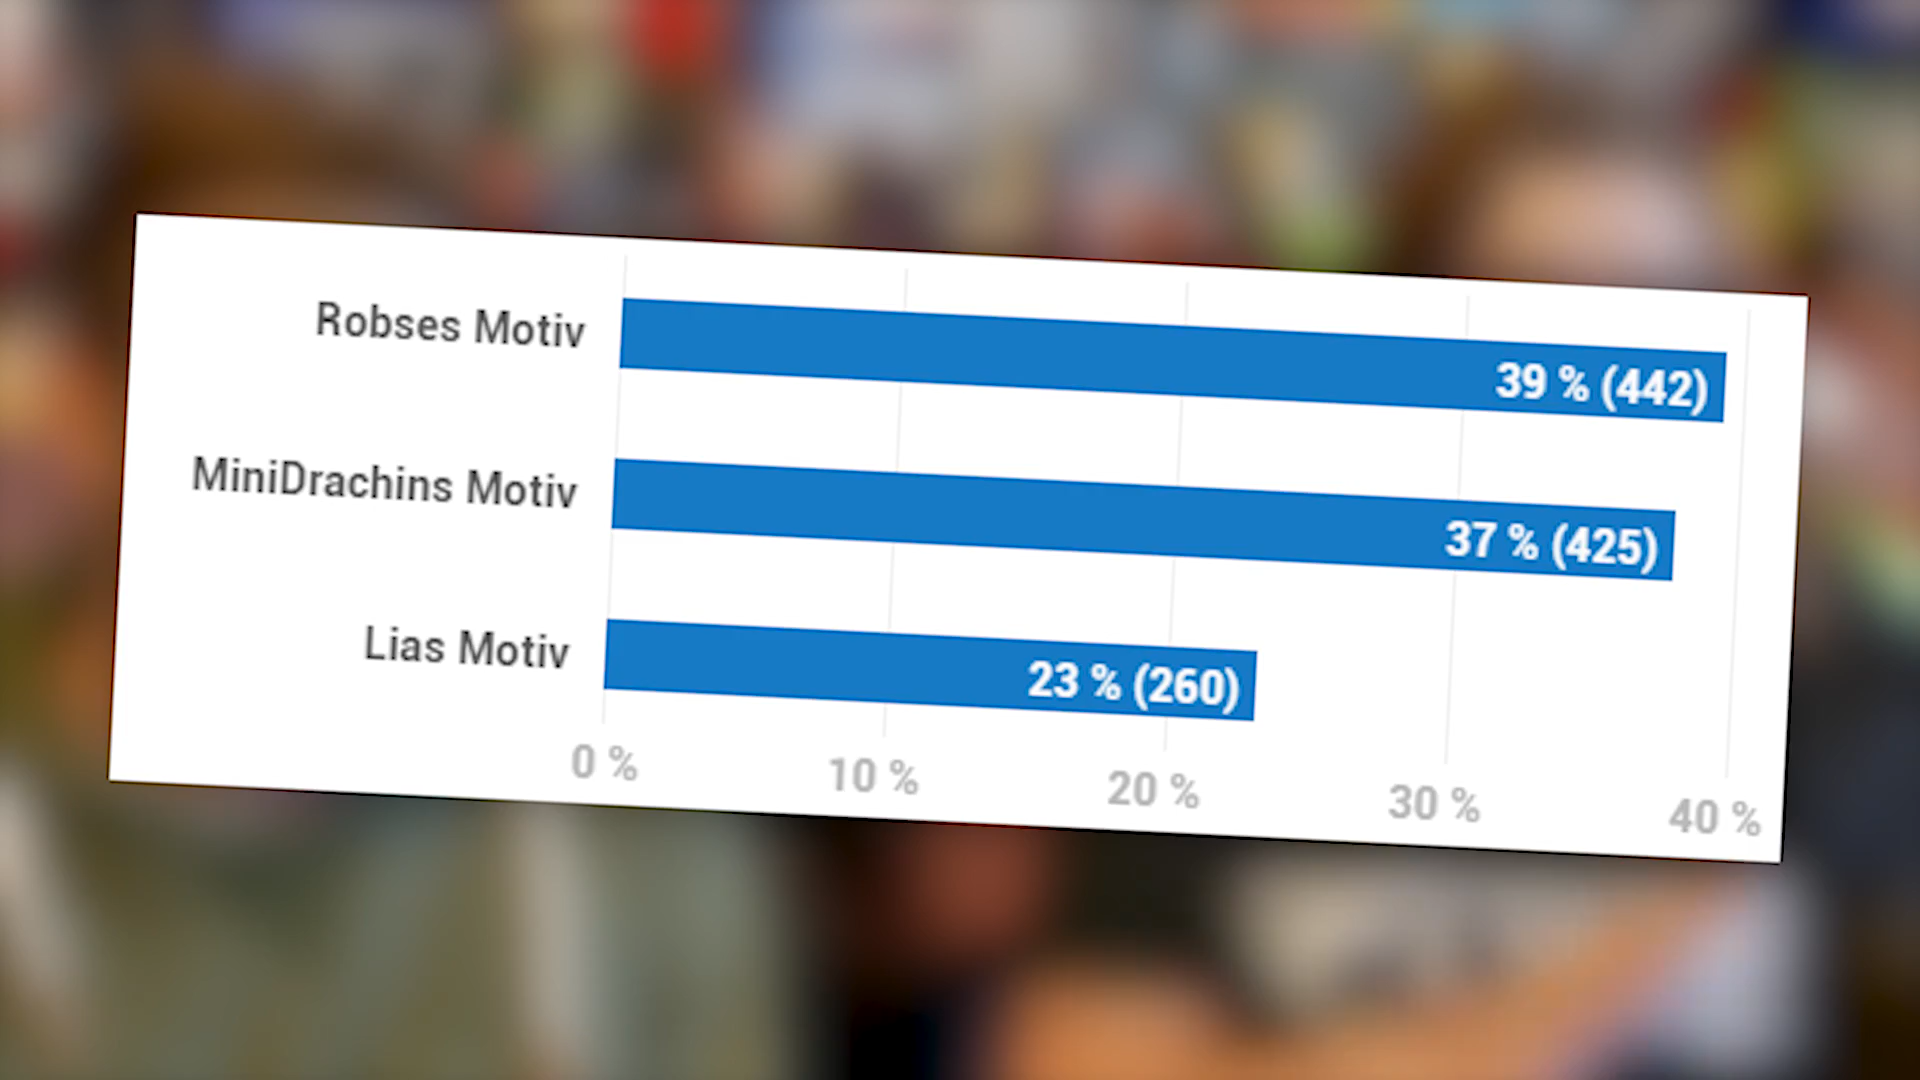 Robses Motiv
39 % (442)
MiniDrachins Motiv
37 % (425)
Lias Motiv
23 % (260)
0 % 10 % 20 % 30 % 40 %